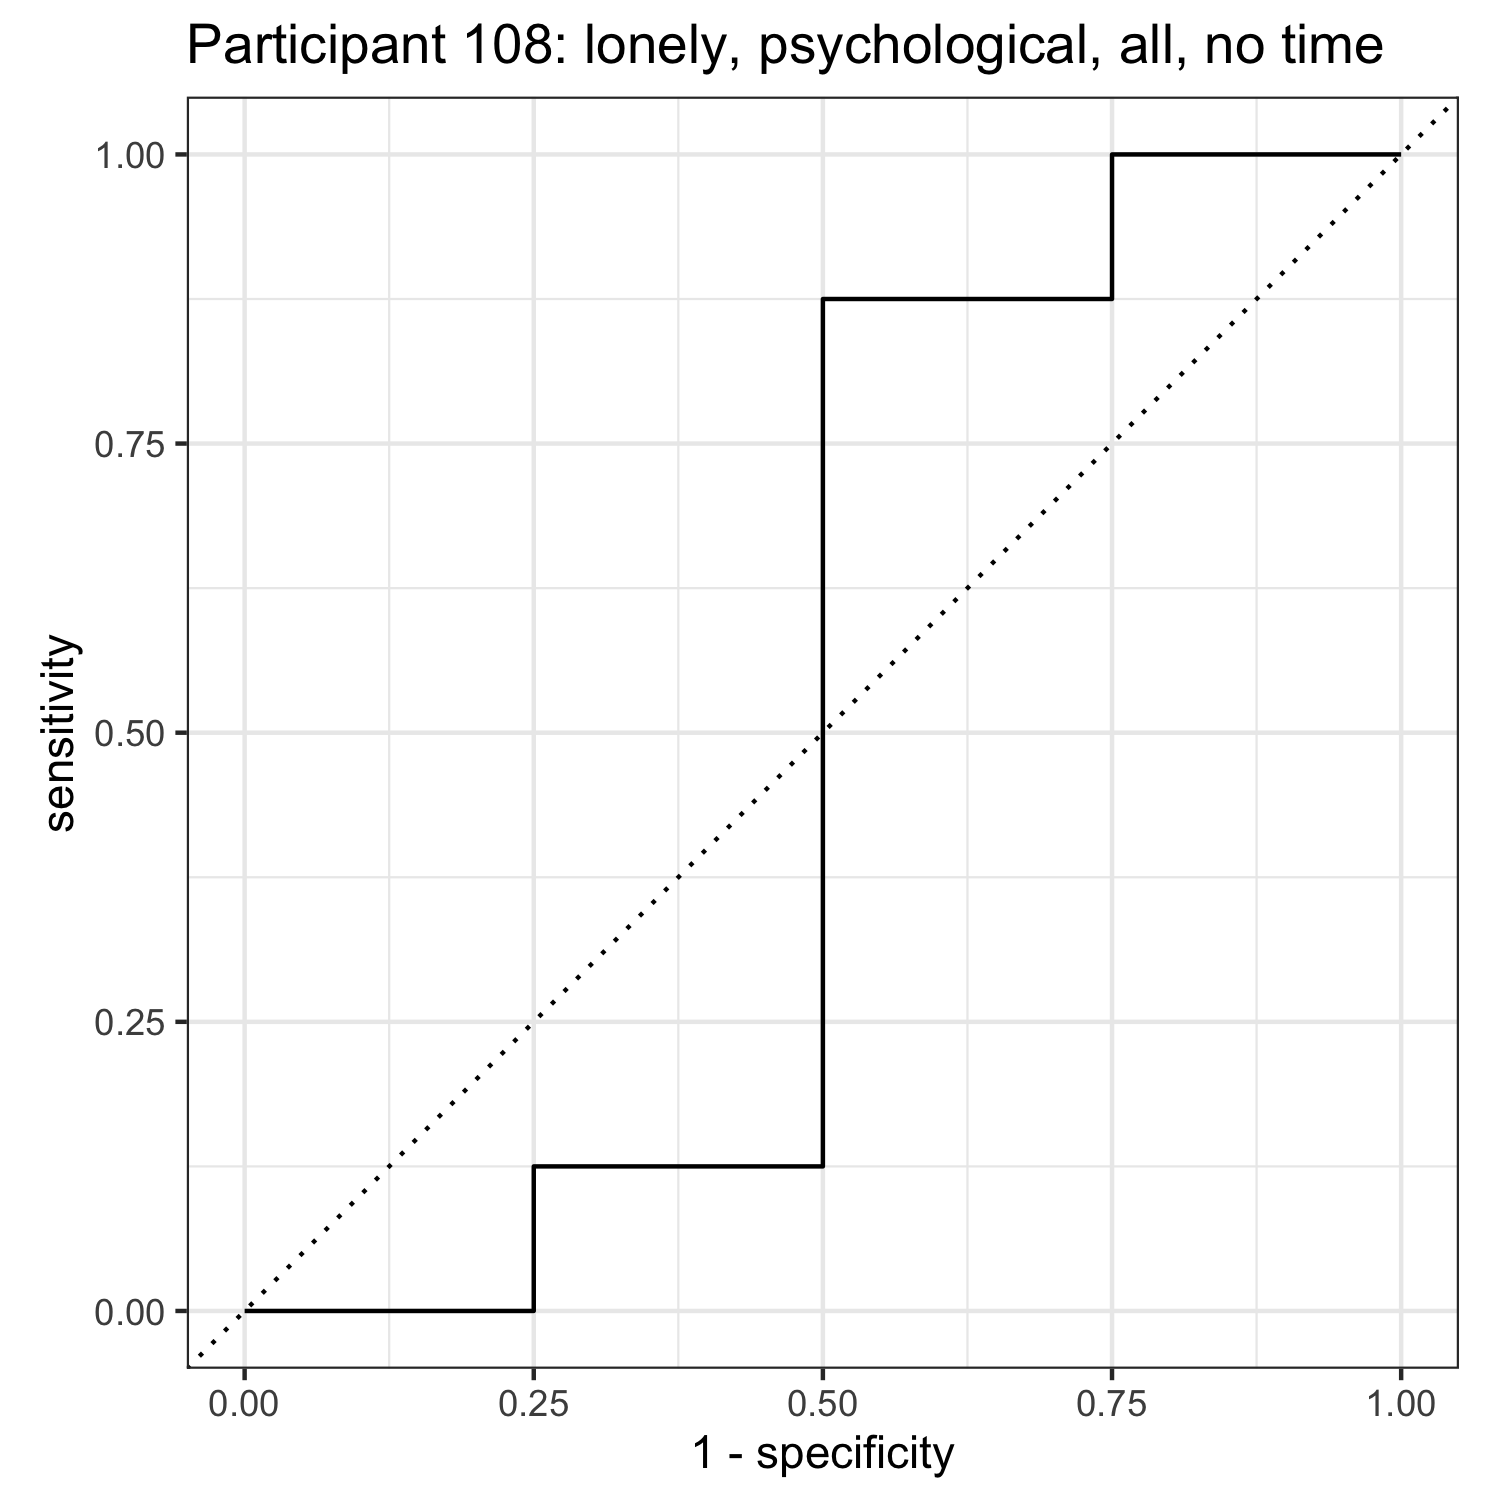 Participant 108: lonely, psychological, all, no time
1.00
0.75
0.50
0.25
0.00
sensitivity
0.00 0.25 0.50 0.75 1.00
1 - specificity